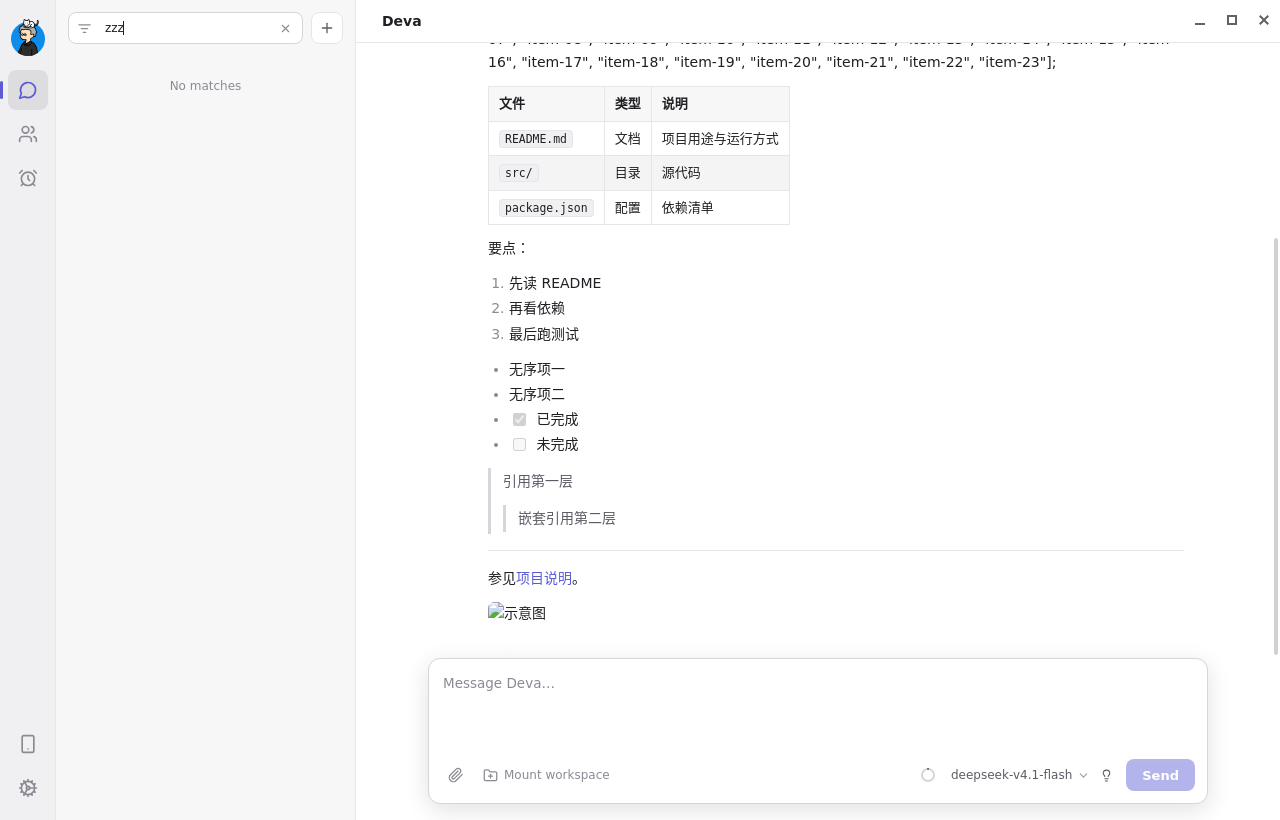 zzz
No matches
Deva
16", "item-17", "item-18", "item-19", "item-20", "item-21", "item-22", "item-23"];
文件 类型 说明
README.md 文档 项目用途与运行方式
src/ 目录 源代码
package.json 配置 依赖清单
要点：
1. 先读 README
2. 再看依赖
3. 最后跑测试
• 无序项一
• 无序项二
• 已完成
• 未完成
引用第一层
嵌套引用第二层
参见项目说明。
示意图
Message Deva...
Mount workspace
deepseek-v4.1-flash
Send